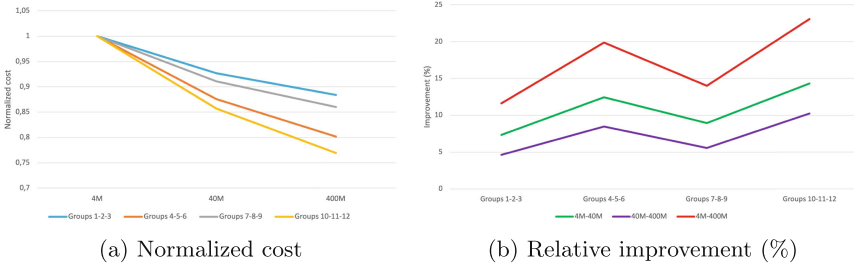 1,05
1
0,95
0,9
0,85
0,8
0,75
0,7
Normalized cost
4M 40M 400M
Groups 1-2-3 Groups 4-5-6 Groups 7-8-9 Groups 10-11-12
(a) Normalized cost
25
20
15
10
5
0
Improvement (%)
Groups 1-2-3 Groups 4-5-6 Groups 7-8-9 Groups 10-11-12
4M-40M 40M-400M 4M-400M
(b) Relative improvement (%)